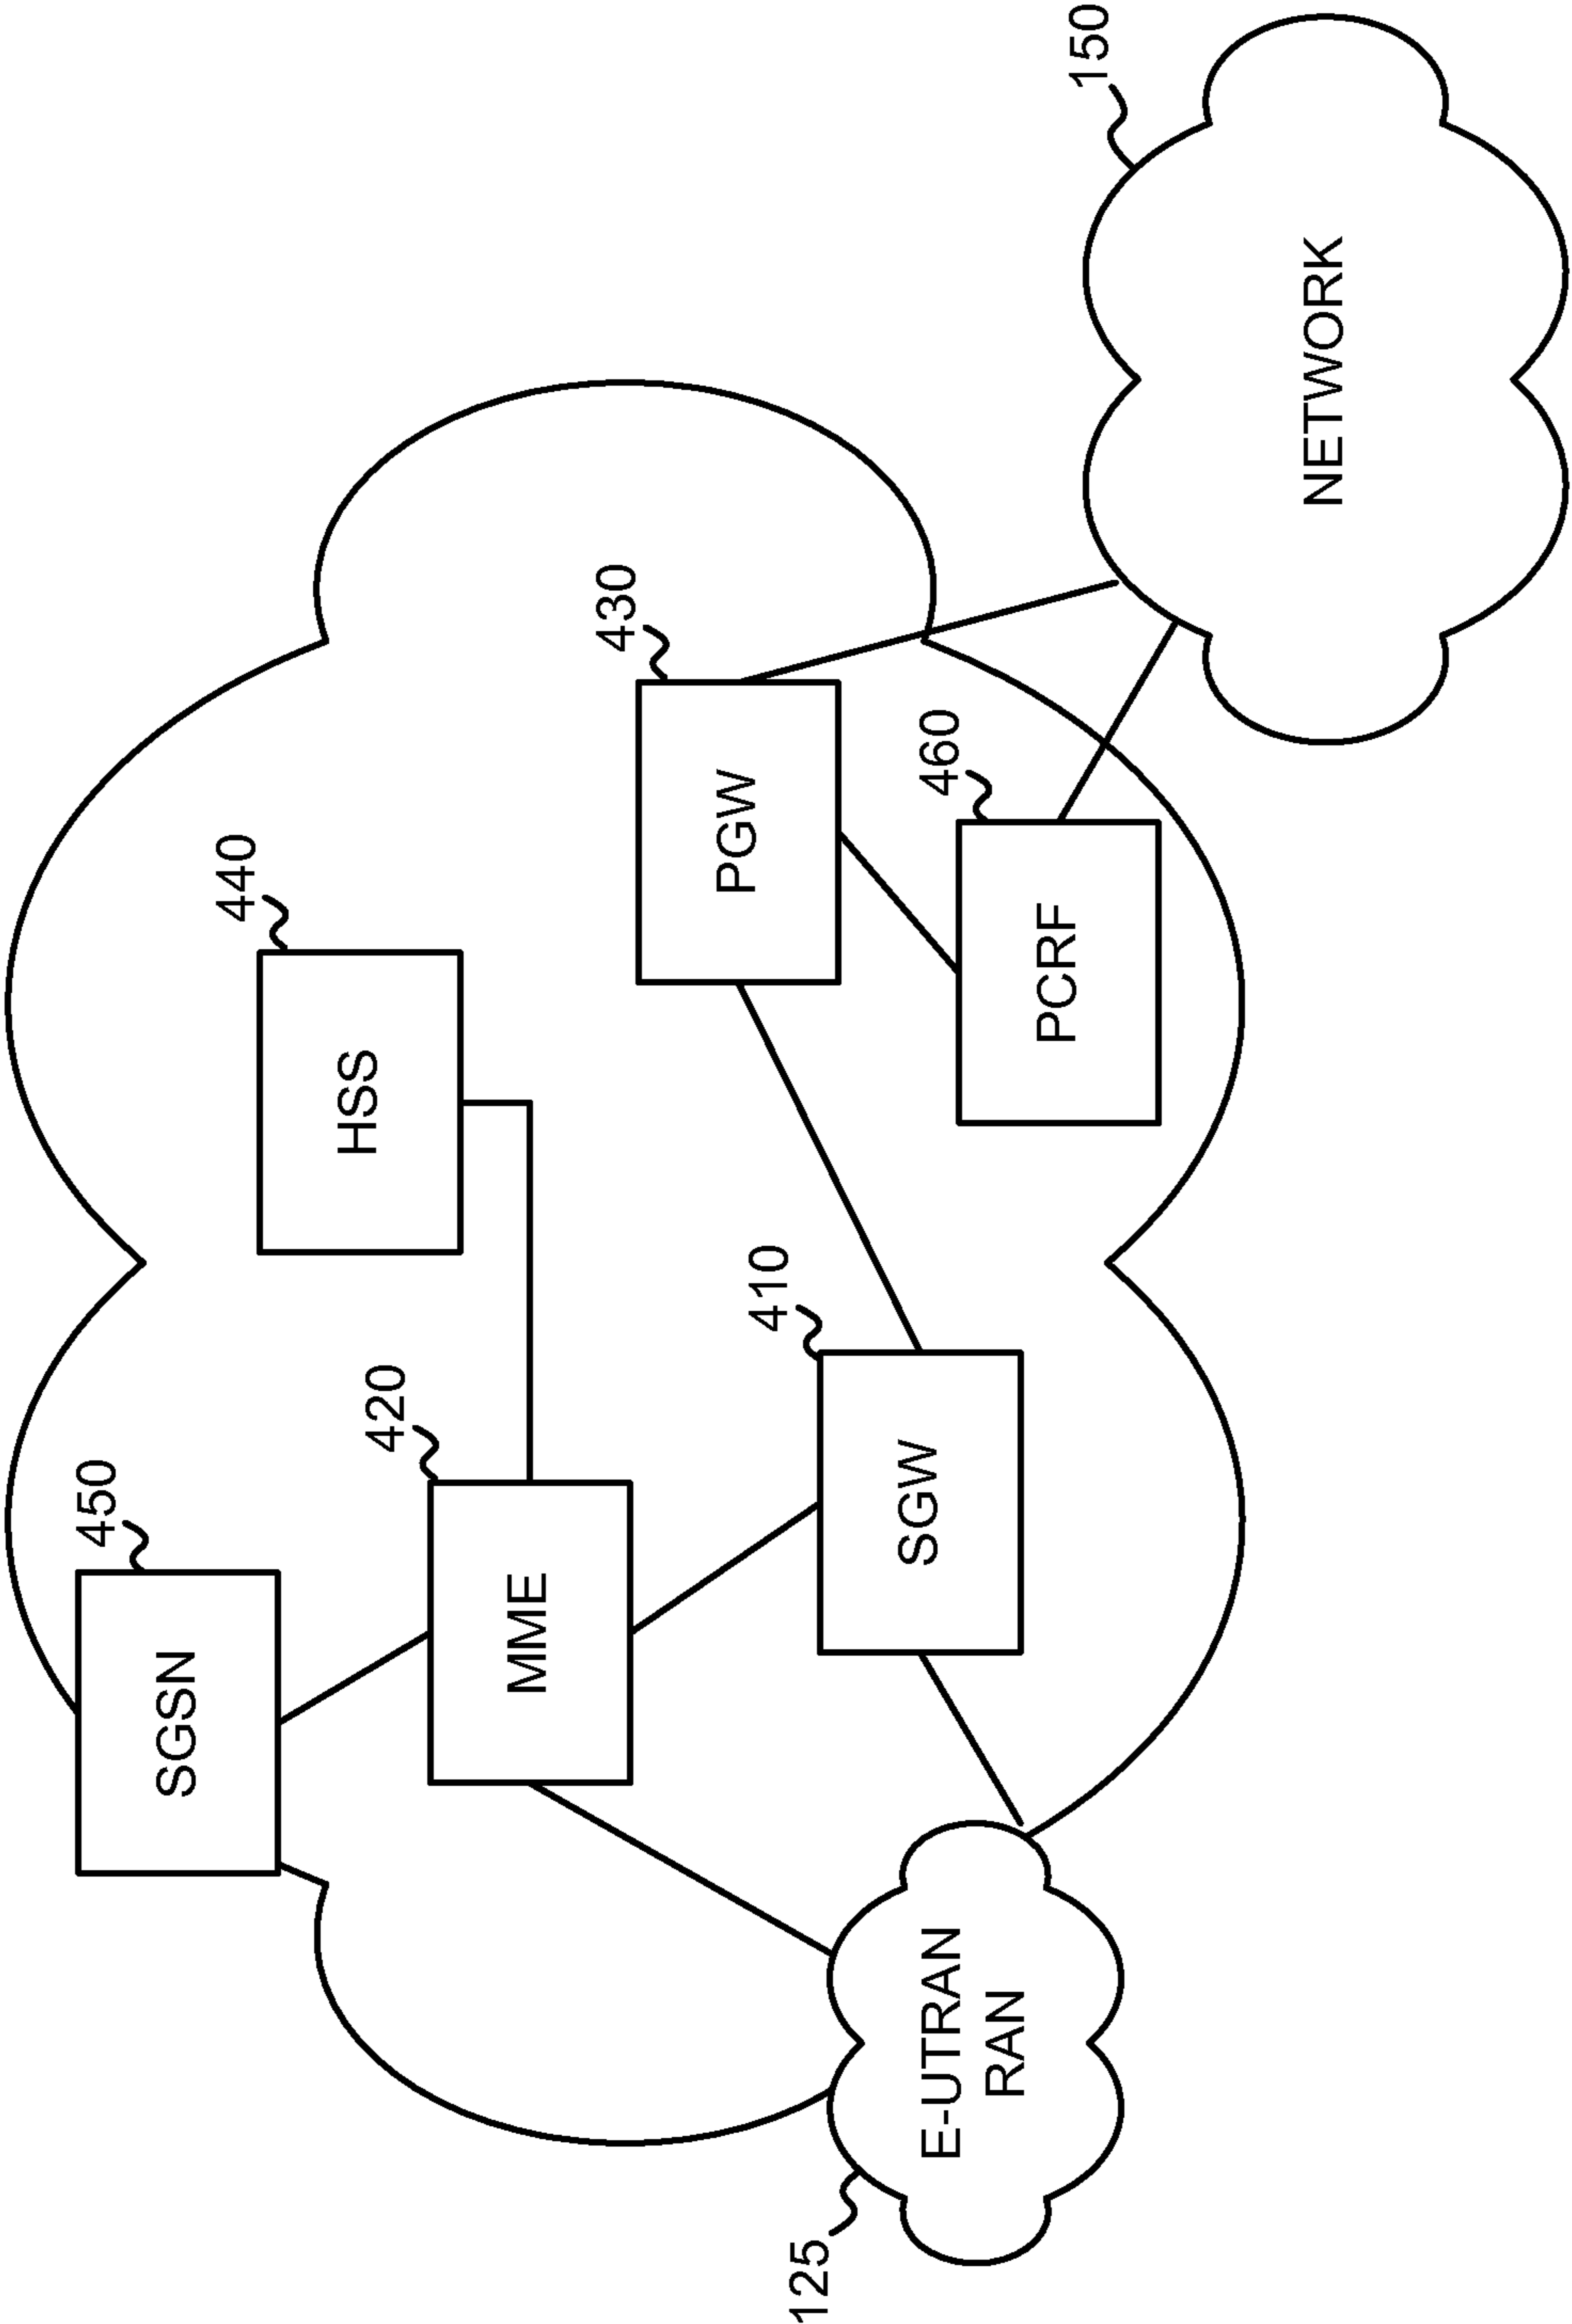 450
SGSN
440
HSS
420
MME
430
PGW
410
SGW
460
PCRF
125
E-UTRAN
RAN
150
NETWORK